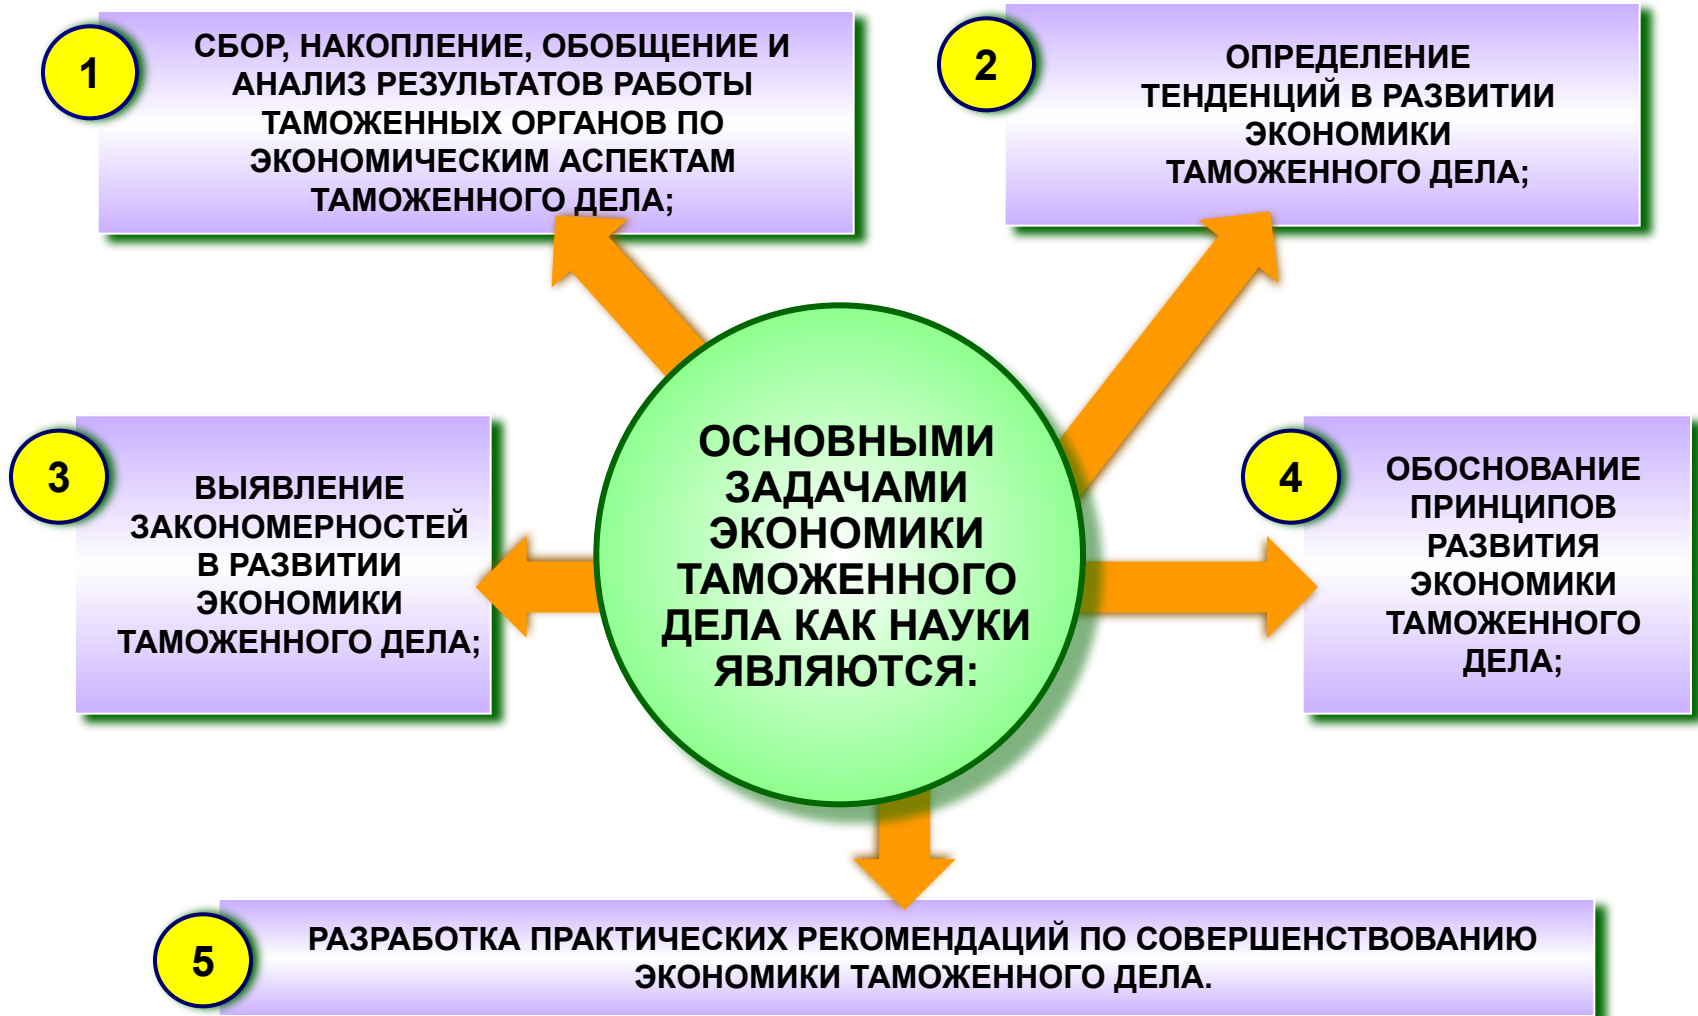 1
СБОР, НАКОПЛЕНИЕ, ОБОБЩЕНИЕ И
АНАЛИЗ РЕЗУЛЬТАТОВ РАБОТЫ
ТАМОЖЕННЫХ ОРГАНОВ ПО
ЭКОНОМИЧЕСКИМ АСПЕКТАМ
ТАМОЖЕННОГО ДЕЛА;
2
ОПРЕДЕЛЕНИЕ
ТЕНДЕНЦИЙ В РАЗВИТИИ
ЭКОНОМИКИ
ТАМОЖЕННОГО ДЕЛА;
ОСНОВНЫМИ
ЗАДАЧАМИ
ЭКОНОМИКИ
ТАМОЖЕННОГО
ДЕЛА КАК НАУКИ
ЯВЛЯЮТСЯ:
3
ВЫЯВЛЕНИЕ
ЗАКОНОМЕРНОСТЕЙ
В РАЗВИТИИ
ЭКОНОМИКИ
ТАМОЖЕННОГО ДЕЛА;
4
ОБОСНОВАНИЕ
ПРИНЦИПОВ
РАЗВИТИЯ
ЭКОНОМИКИ
ТАМОЖЕННОГО
ДЕЛА;
5
РАЗРАБОТКА ПРАКТИЧЕСКИХ РЕКОМЕНДАЦИЙ ПО СОВЕРШЕНСТВОВАНИЮ
ЭКОНОМИКИ ТАМОЖЕННОГО ДЕЛА.